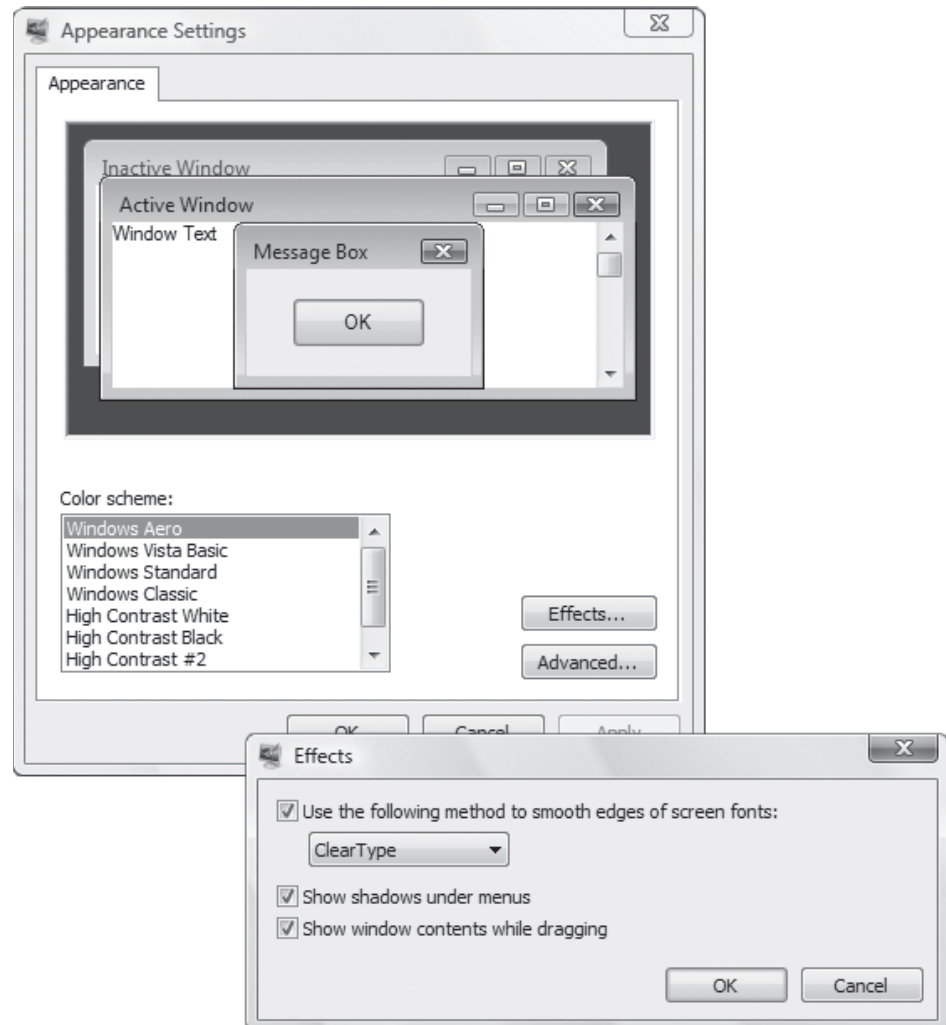 Appearance Settings
Appearance
Inactive Window
Active Window
Window Text
Message Box
OK
Color scheme:
Windows Aero
Windows Vista Basic
Windows Standard
Windows Classic
High Contrast White
High Contrast Black
High Contrast #2
Effects...
Advanced...
OK Cancel Apply
Effects
Use the following method to smooth edges of screen fonts:
ClearType
Show shadows under menus
Show window contents while dragging
OK Cancel